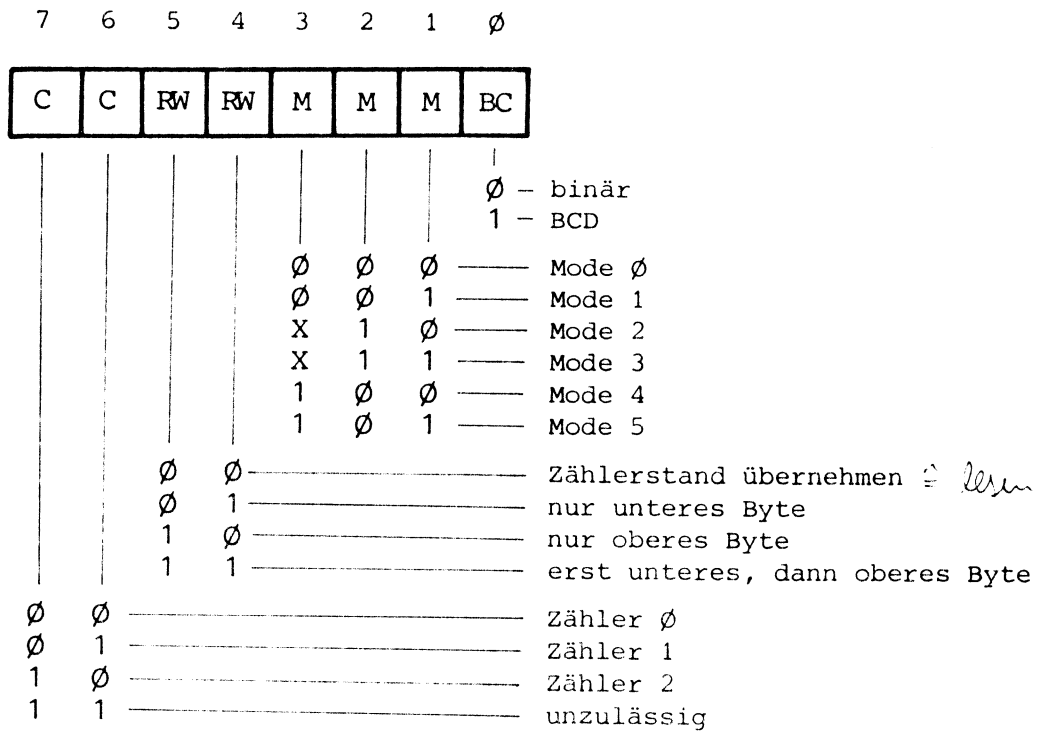 7 6 5 4 3 2 1 Ø
C C RW RW M M M BC
Ø – binär
1 – BCD
Ø Ø Ø Mode Ø
Ø Ø 1 Mode 1
X 1 Ø Mode 2
X 1 1 Mode 3
1 Ø Ø Mode 4
1 Ø 1 Mode 5
Ø Ø Zählerstand übernehmen ≙ lesen
Ø 1 nur unteres Byte
1 Ø nur oberes Byte
1 1 erst unteres, dann oberes Byte
Ø Ø Zähler Ø
Ø 1 Zähler 1
1 Ø Zähler 2
1 1 unzulässig